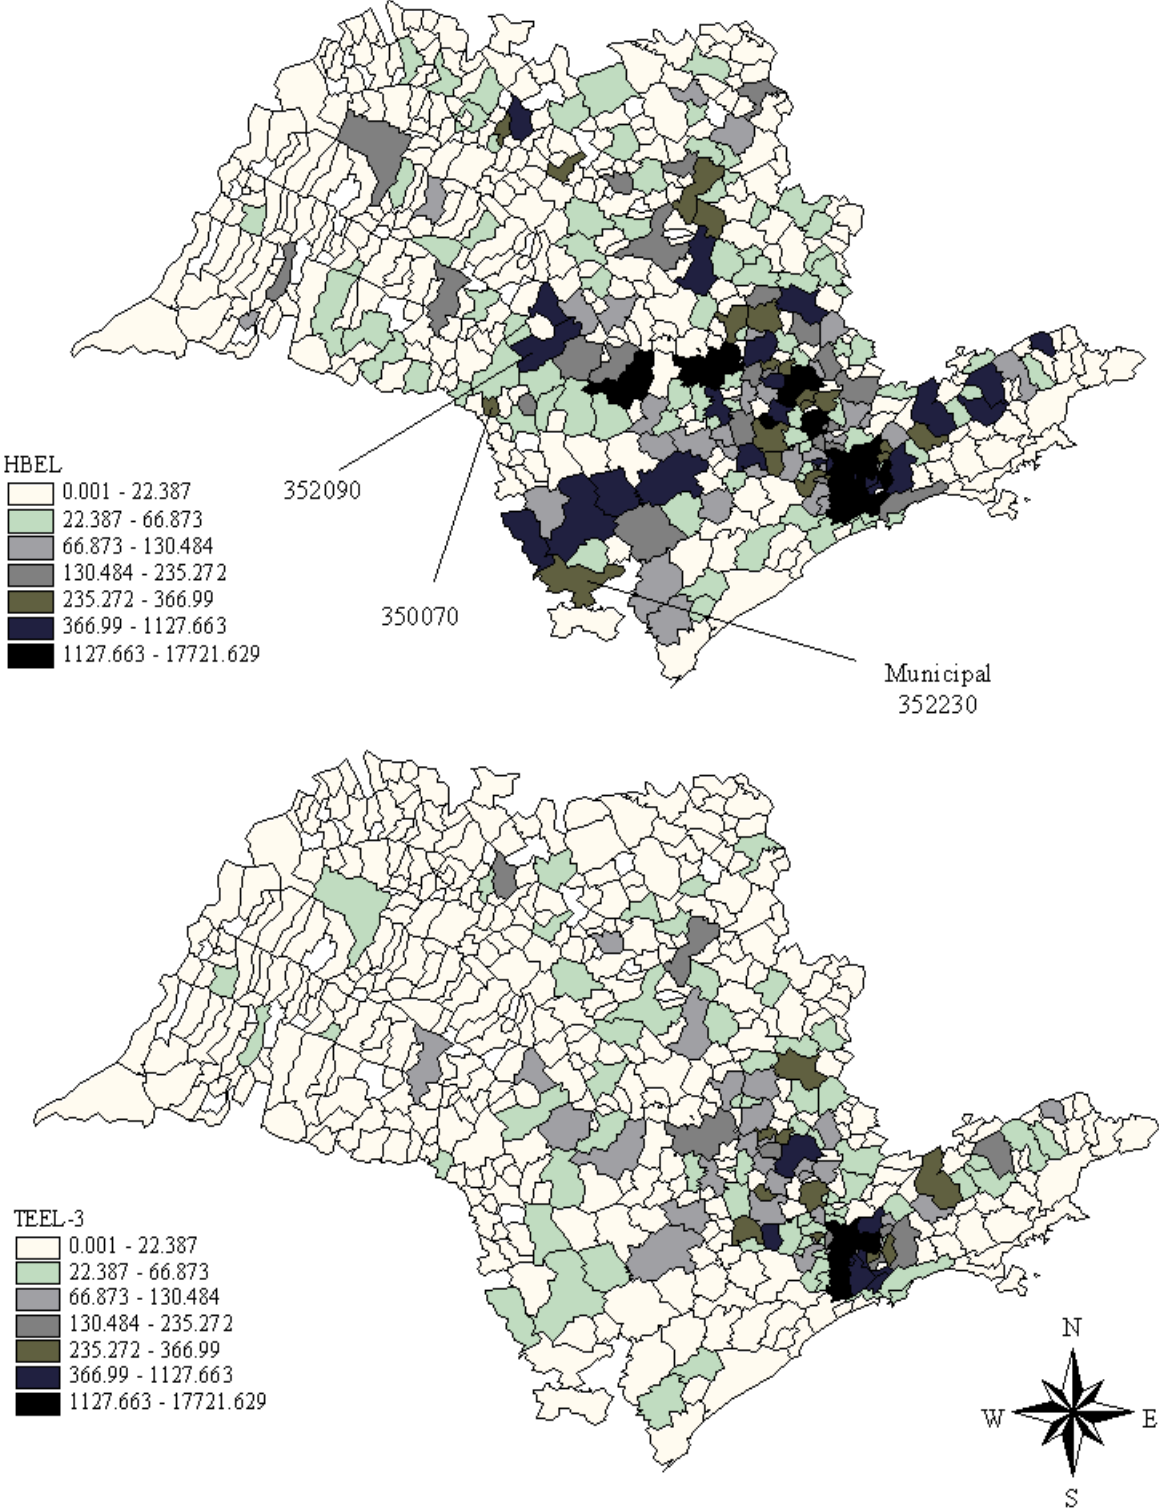 HBEL
0.001 - 22.387
22.387 - 66.873
66.873 - 130.484
130.484 - 235.272
235.272 - 366.99
366.99 - 1127.663
1127.663 - 17721.629
352090
350070
Municipal
352230
TEEL-3
0.001 - 22.387
22.387 - 66.873
66.873 - 130.484
130.484 - 235.272
235.272 - 366.99
366.99 - 1127.663
1127.663 - 17721.629
N
W E
S